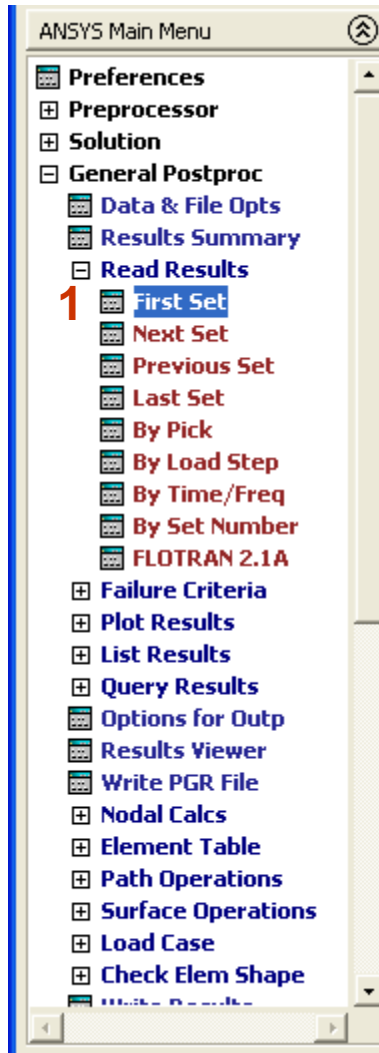 ANSYS Main Menu
Preferences
Preprocessor
Solution
General Postproc
Data & File Opts
Results Summary
Read Results
1 First Set
Next Set
Previous Set
Last Set
By Pick
By Load Step
By Time/Freq
By Set Number
FLOTRAN 2.1A
Failure Criteria
Plot Results
List Results
Query Results
Options for Outp
Results Viewer
Write PGR File
Nodal Calcs
Element Table
Path Operations
Surface Operations
Load Case
Check Elem Shape
Write Results